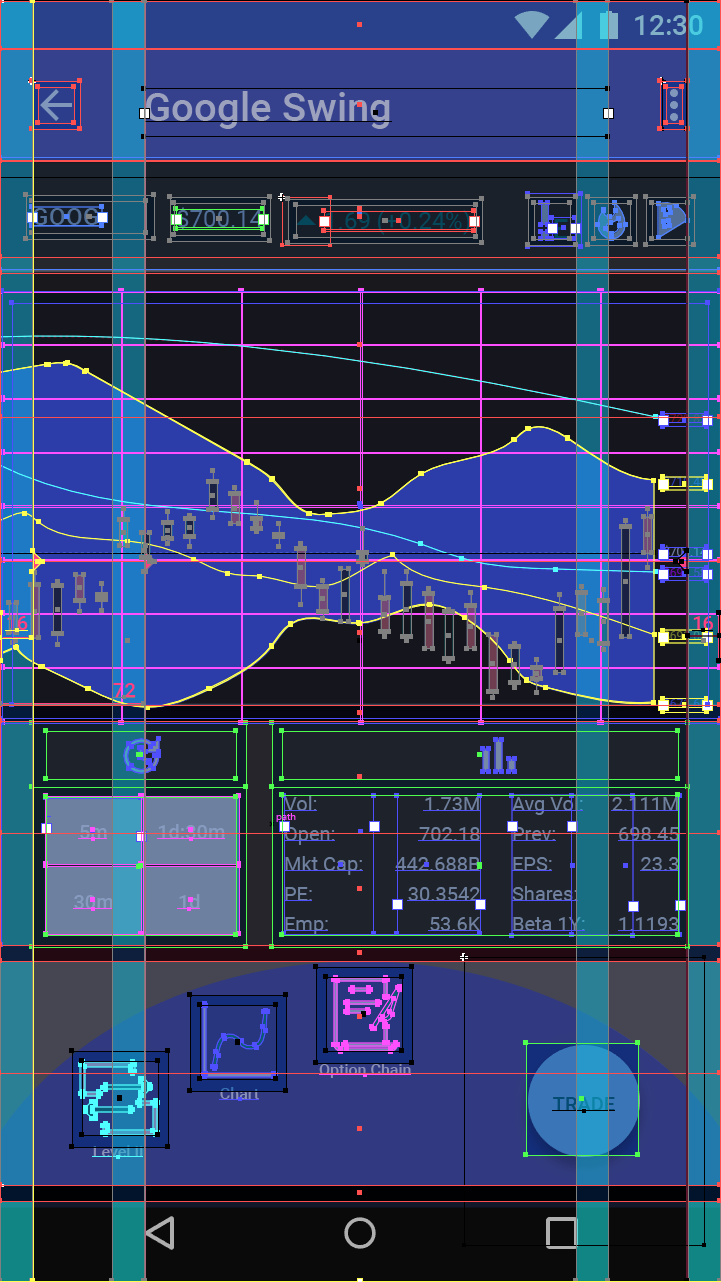 12:30
Google Swing
GOOG $700.14 .69 (+0.24%)
16
72
5m 1d:30m
30m 1d
path
Vol: 1.73M Avg Vol: 2.111M
Open: 702.18 Prev: 698.45
Mkt Cap: 442.688B EPS: 23.3
PE: 30.3542 Shares:
Emp: 53.6K Beta 1Y: 1.1193
Option Chain
Chart
TRADE
Level II